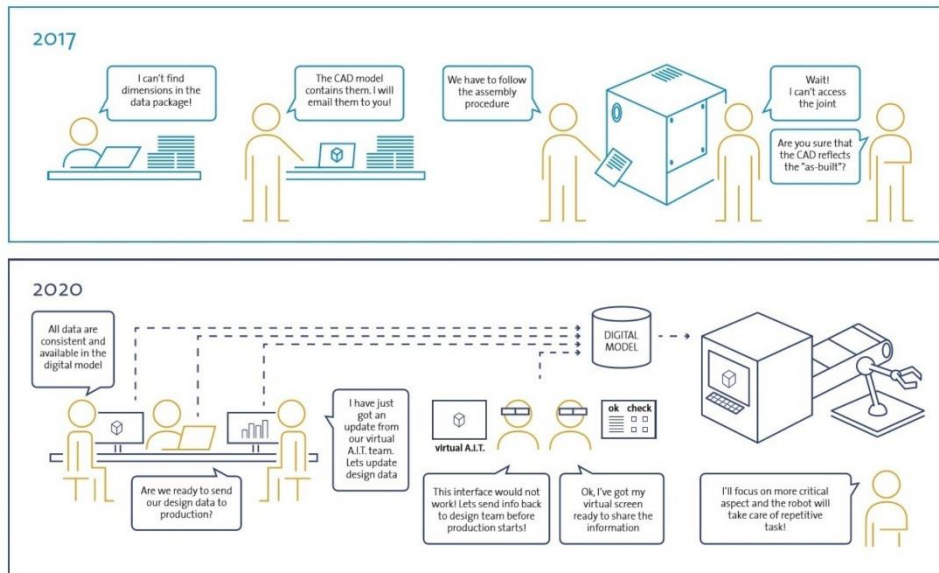 2017
I can't find
dimensions in the
data package!
The CAD model
contains them. I will
email them to you!
We have to follow
the assembly
procedure
Wait!
I can't access
the joint
Are you sure that
the CAD reflects
the "as-built"?
2020
All data are
consistent and
available in the
digital model
Are we ready to send
our design data to
production?
I have just
got an
update from
our virtual
A.I.T. team.
Lets update
design data
DIGITAL
MODEL
virtual A.I.T.
ok check
This interface would not
work! Lets send info back
to design team before
production starts!
Ok, I've got my
virtual screen
ready to share the
information
I'll focus on more critical
aspect and the robot will
take care of repetitive
task!